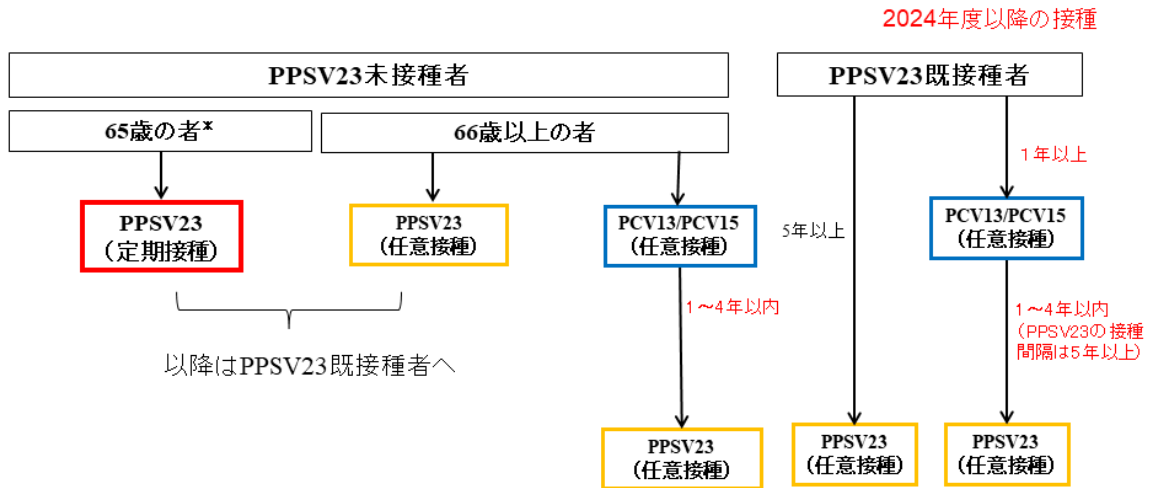 2024年度以降の接種
PPSV23未接種者
PPSV23既接種者
65歳の者*
66歳以上の者
1年以上
PPSV23
（定期接種）
PPSV23
（任意接種）
PCV13/PCV15
（任意接種）
5年以上
PCV13/PCV15
（任意接種）
1～4年以内
1～4年以内
（PPSV23の接種
間隔は5年以上）
以降はPPSV23既接種者へ
PPSV23
（任意接種）
PPSV23
（任意接種）
PPSV23
（任意接種）